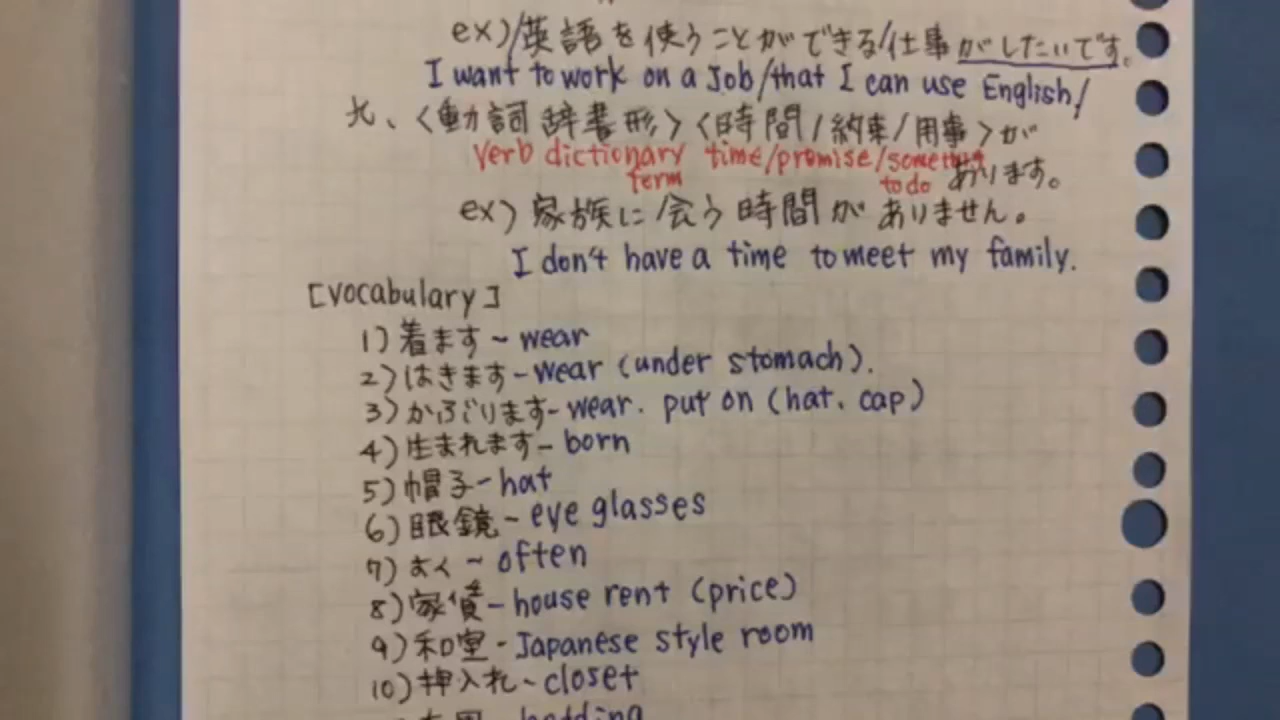 ex)/英語を使うことができる/仕事がしたいです。
I want to work on a Job/that I can use English/
九、〈動詞辞書形〉〈時間/約束/用事〉が
verb dictionary time/promise/
term to do あります。
ex) 家族に会う時間がありません。
I don't have a time to meet my family.
[vocabulary]
1)着ます~wear
2)はきます-wear (under stomach).
3)かぶります-wear. put on (hat. cap)
4)生まれます-born
5)帽子-hat
6)眼鏡~eye glasses
7)よく~often
8)家賃-house rent (price)
9)和室-Japanese style room
10)押入れ~closet
bedding